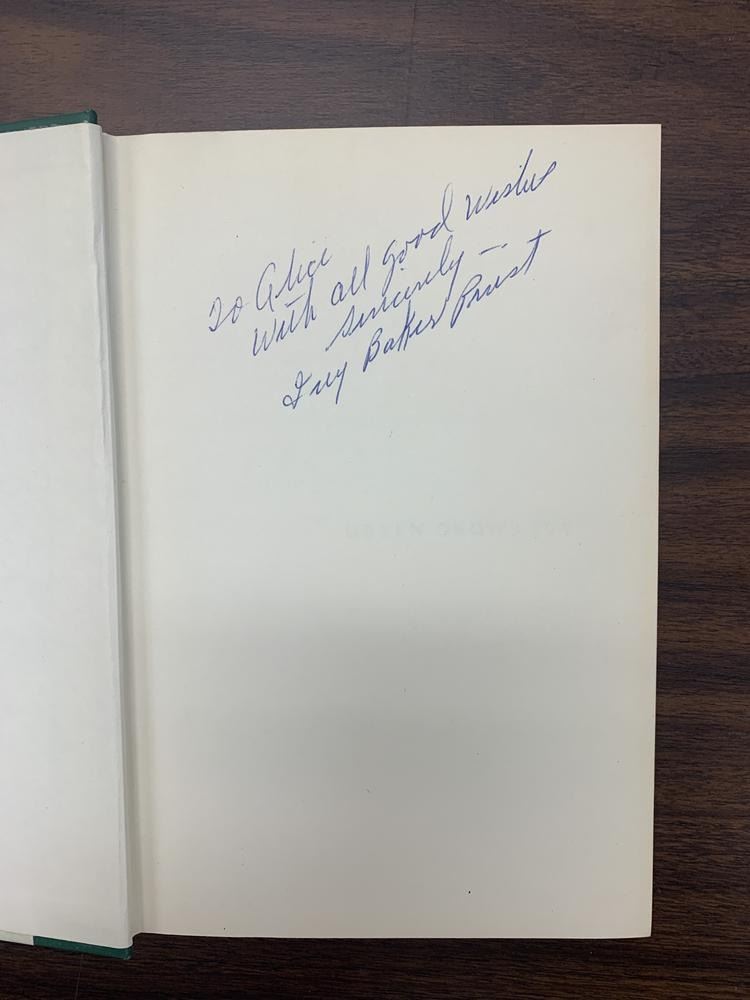 To Alice
With all good wishes
Sincerely —
Ivy Baker Priest